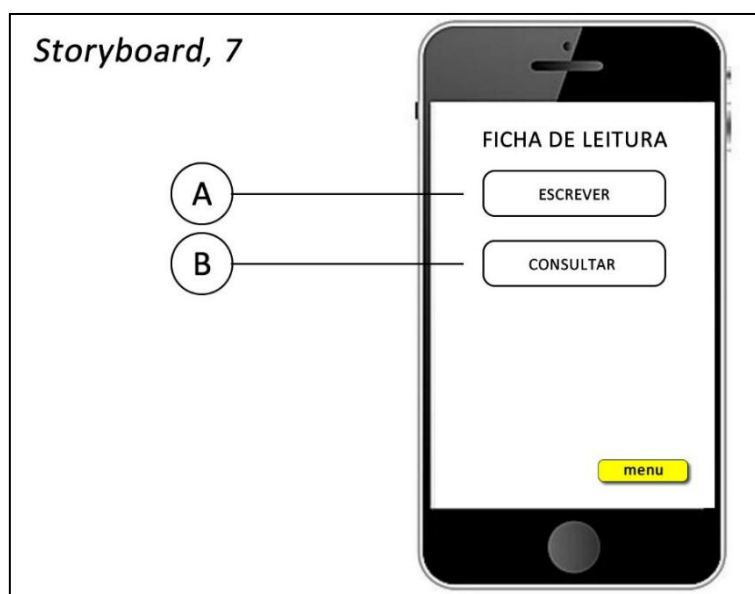 Storyboard, 7
FICHA DE LEITURA
A
ESCREVER
B
CONSULTAR
menu